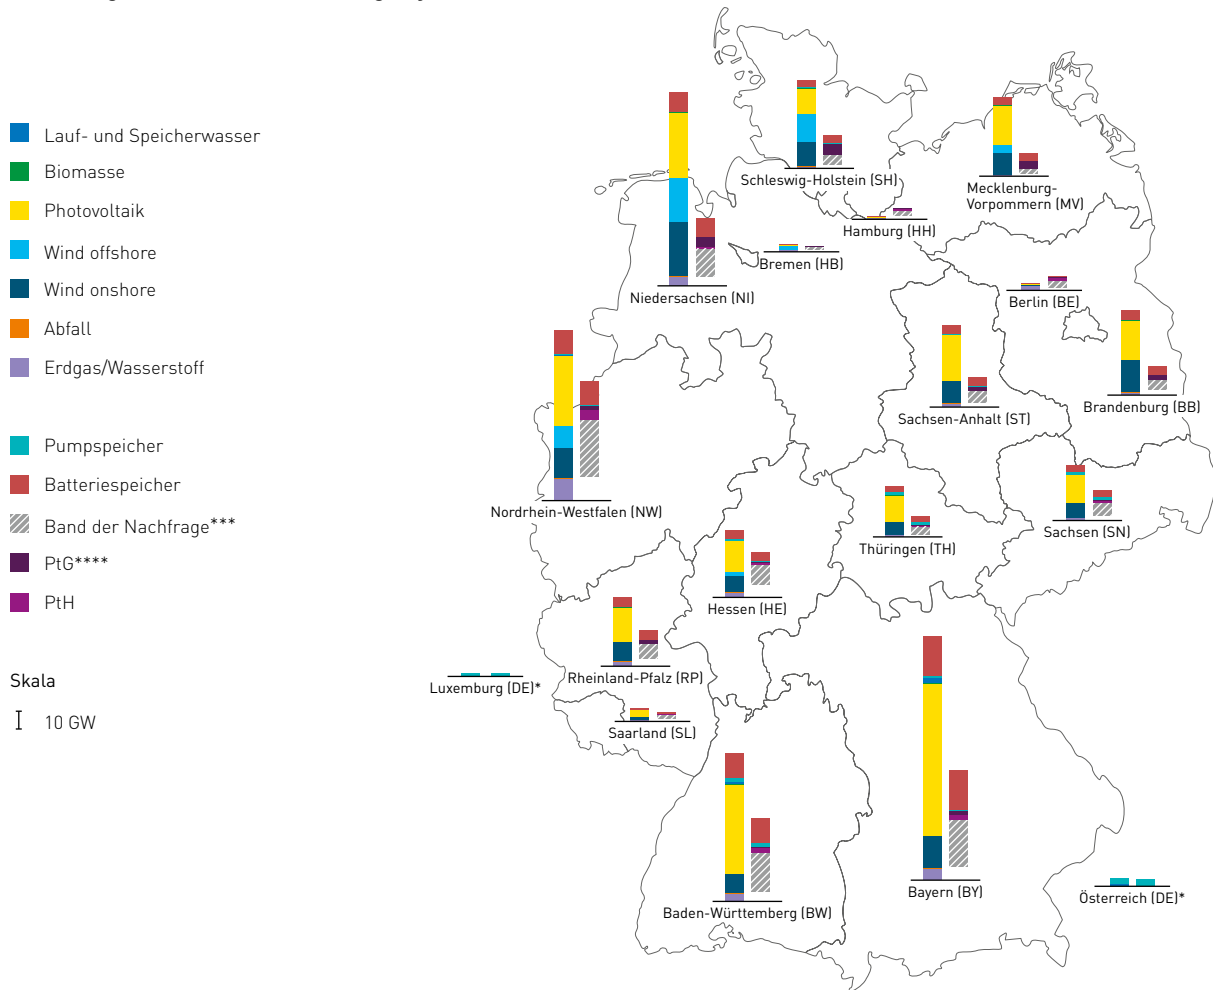 Lauf- und Speicherwasser
Biomasse
Photovoltaik
Wind offshore
Wind onshore
Abfall
Erdgas/Wasserstoff
Pumpspeicher
Batteriespeicher
Band der Nachfrage***
PtG****
PtH
Skala
10 GW
Schleswig-Holstein (SH)
Mecklenburg-
Vorpommern (MV)
Hamburg (HH)
Bremen (HB)
Niedersachsen (NI)
Berlin (BE)
Brandenburg (BB)
Sachsen-Anhalt (ST)
Nordrhein-Westfalen (NW)
Sachsen (SN)
Thüringen (TH)
Hessen (HE)
Rheinland-Pfalz (RP)
Luxemburg (DE)*
Saarland (SL)
Bayern (BY)
Österreich (DE)*
Baden-Württemberg (BW)